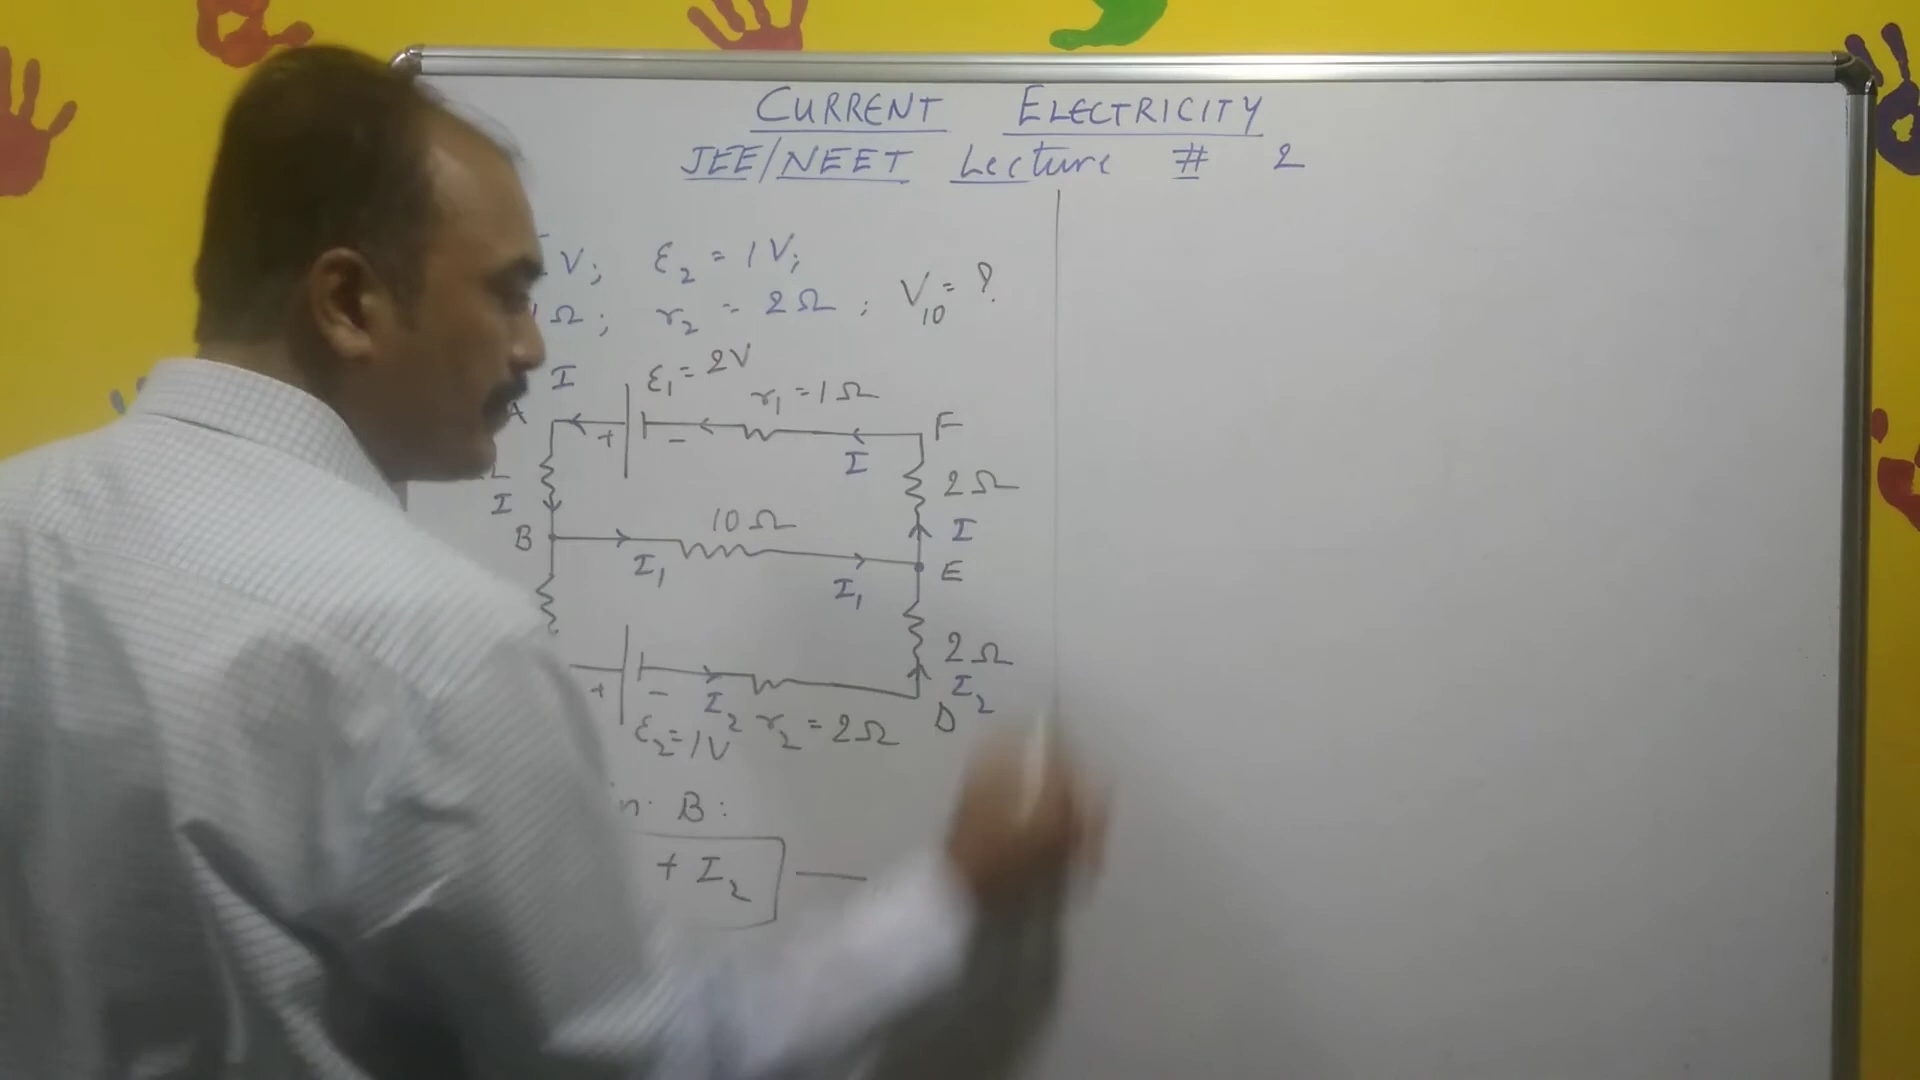 CURRENT ELECTRICITY
JEE/NEET Lecture # 2
V; ε₂ = 1V;
1Ω; r₂ = 2Ω; V₁₀ = ?
I ε₁ = 2V
r₁ = 1Ω
A + - F
I
2Ω
I
10Ω
I
B
I₁ E
I₁
2Ω
+ - I₂ I₂
D
ε₂ = 1V r₂ = 2Ω
n: B:
+ I₂